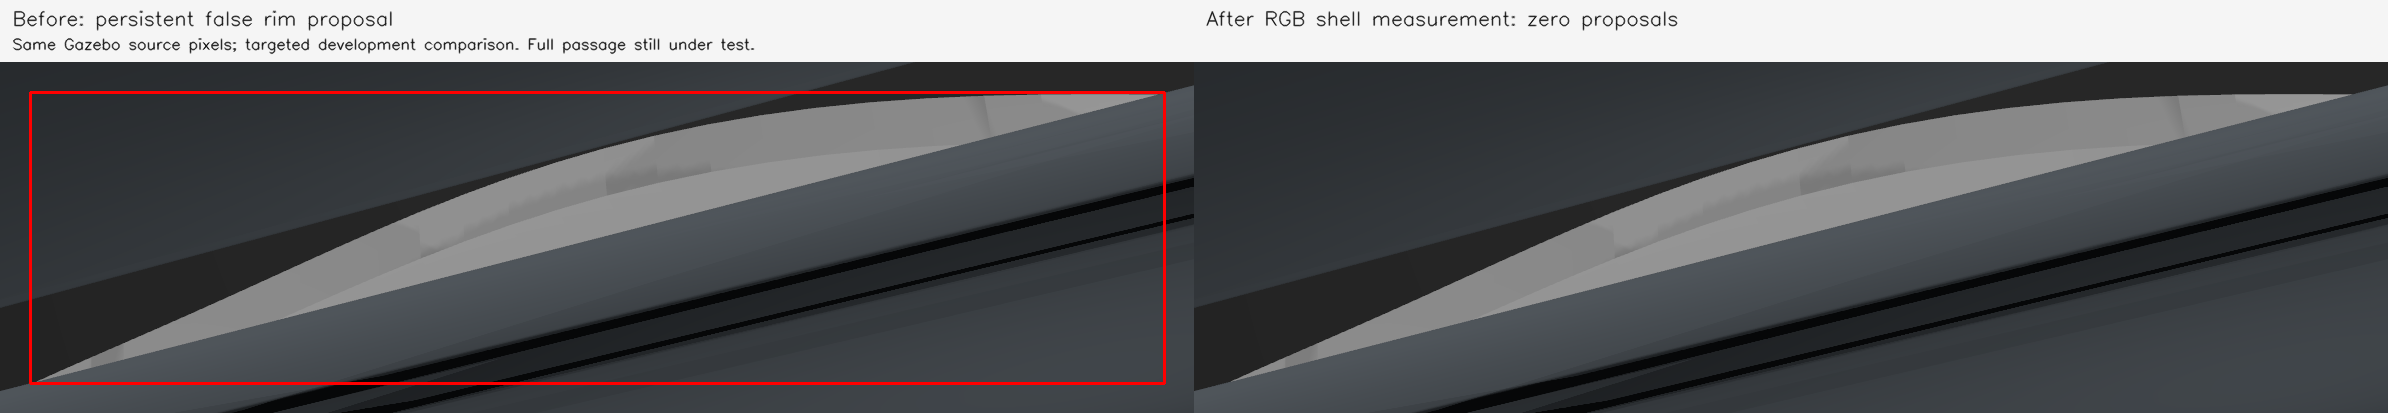 Before: persistent false rim proposal
Same Gazebo source pixels; targeted development comparison. Full passage still under test.
After RGB shell measurement: zero proposals